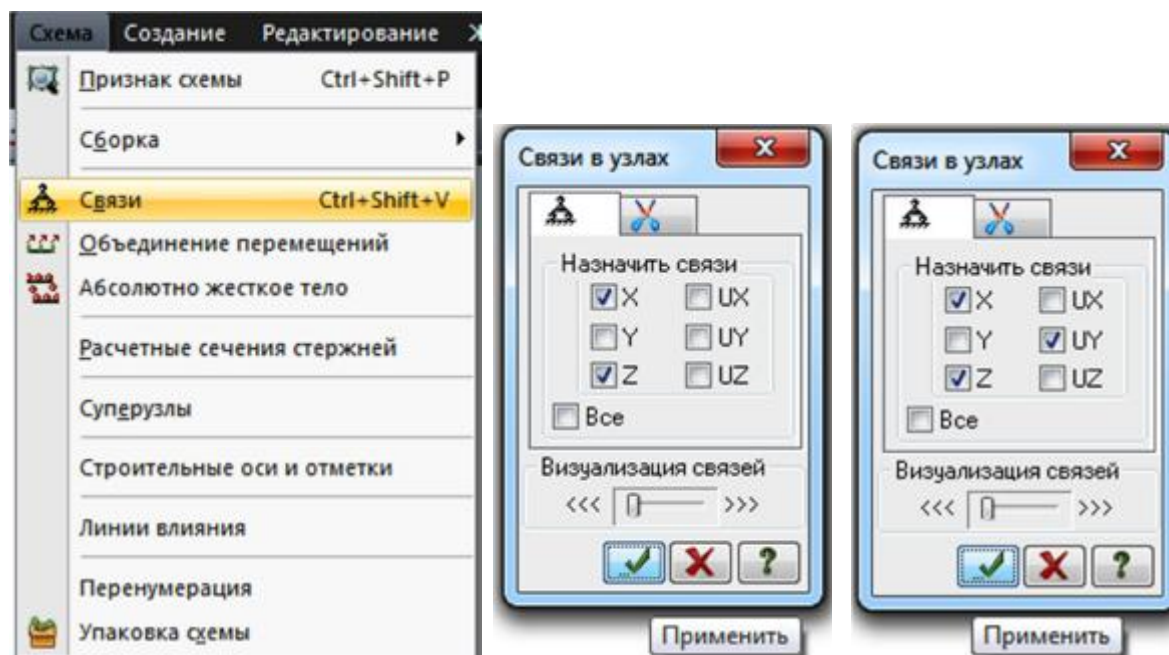 Схема Создание Редактирование
Признак схемы Ctrl+Shift+P
Сборка
Связи Ctrl+Shift+V
Объединение перемещений
Абсолютно жесткое тело
Расчетные сечения стержней
Суперузлы
Строительные оси и отметки
Линии влияния
Перенумерация
Упаковка схемы
Связи в узлах
Назначить связи
X UX
Y UY
Z UZ
Все
Визуализация связей
<<< >>>
?
Применить
Связи в узлах
Назначить связи
X UX
Y UY
Z UZ
Все
Визуализация связей
<<< >>>
?
Применить